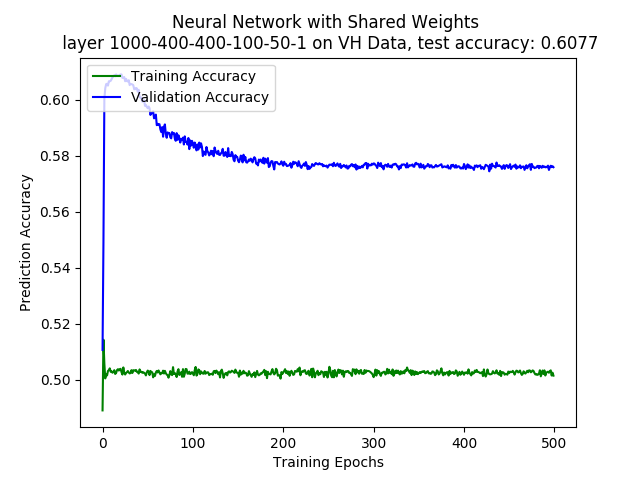 Neural Network with Shared Weights
layer 1000-400-400-100-50-1 on VH Data, test accuracy: 0.6077
Training Accuracy
Validation Accuracy
Prediction Accuracy
0.60
0.58
0.56
0.54
0.52
0.50
0 100 200 300 400 500
Training Epochs